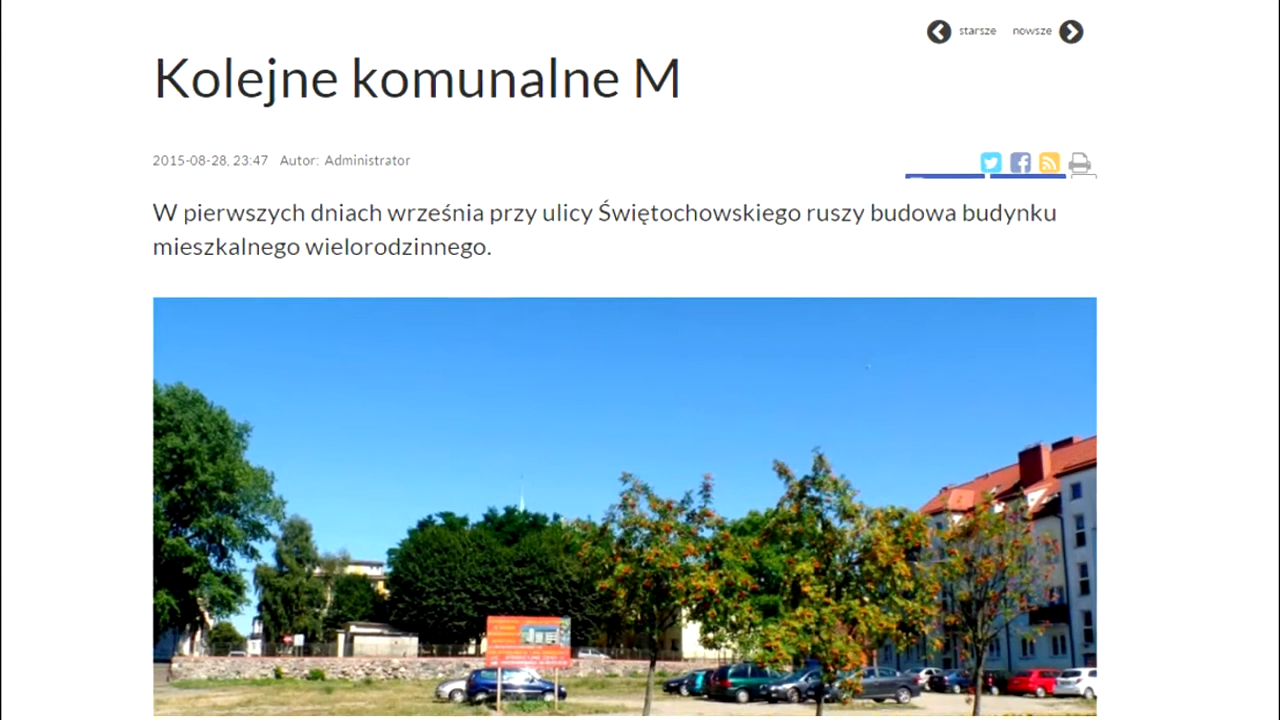 starsze nowsze
Kolejne komunalne M
2015-08-28, 23:47 Autor: Administrator
W pierwszych dniach września przy ulicy Świętochowskiego ruszy budowa budynku
mieszkalnego wielorodzinnego.